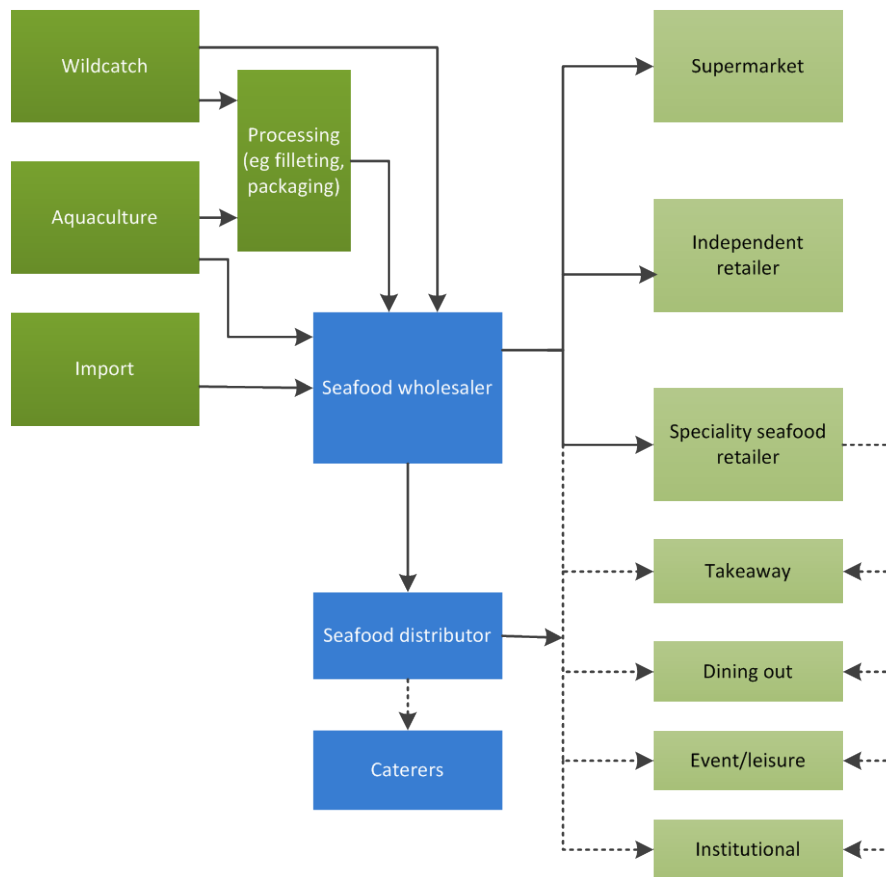 Wildcatch
Supermarket
Processing
(eg filleting,
packaging)
Aquaculture
Independent
retailer
Import
Seafood wholesaler
Speciality seafood
retailer
Takeaway
Seafood distributor
Dining out
Caterers
Event/leisure
Institutional